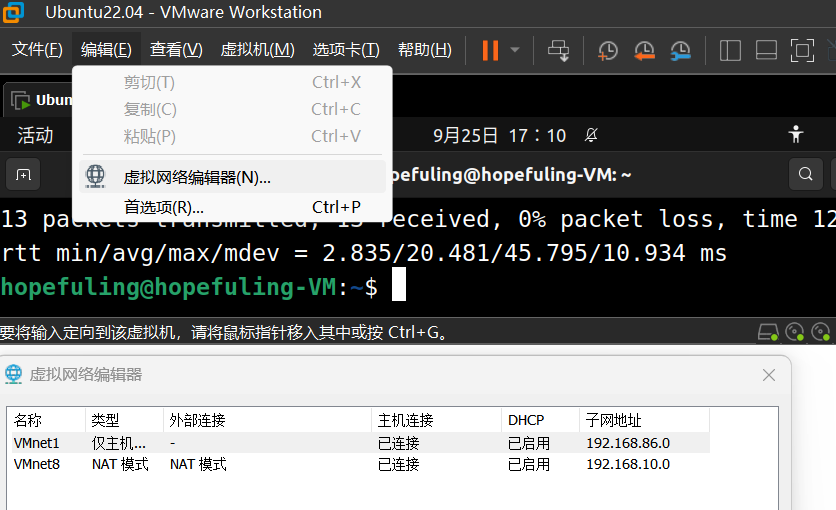 Ubuntu22.04 - VMware Workstation
文件(F) 编辑(E) 查看(V) 虚拟机(M) 选项卡(T) 帮助(H)
剪切(T) Ctrl+X
Ubun
复制(C) Ctrl+C
活动 粘贴(P) Ctrl+V 9月25日 17：10
虚拟网络编辑器(N)... pefuling@hopefuling-VM: ~
首选项(R)... Ctrl+P
13 packets transmitted, 13 received, 0% packet loss, time 12
rtt min/avg/max/mdev = 2.835/20.481/45.795/10.934 ms
hopefuling@hopefuling-VM:~$
要将输入定向到该虚拟机，请将鼠标指针移入其中或按 Ctrl+G。
虚拟网络编辑器
名称 类型 外部连接 主机连接 DHCP 子网地址
VMnet1 仅主机... - 已连接 已启用 192.168.86.0
VMnet8 NAT 模式 NAT 模式 已连接 已启用 192.168.10.0